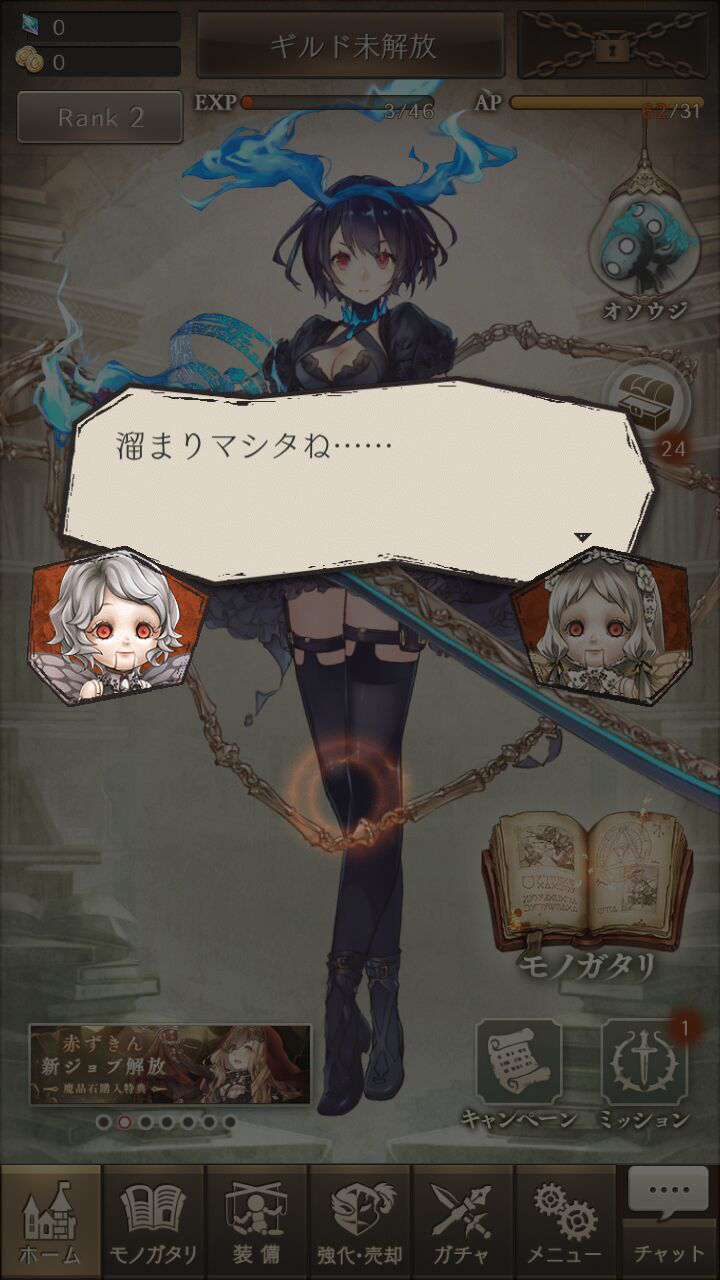 0
ギルド未解放
0
Rank 2
EXP
3/46
AP
62/31
オソウジ
溜まりマシタね……
24
モノガタリ
赤ずきん
新ジョブ解放
魔晶石購入特典
1
キャンペーン
ミッション
ホーム
モノガタリ
装備
強化・売却
ガチャ
メニュー
チャット